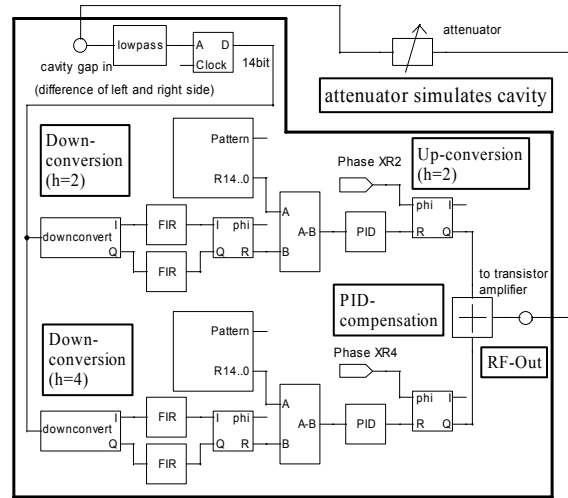 lowpass
A D
Clock
14bit
cavity gap in
(difference of left and right side)
attenuator
attenuator simulates cavity
Down-
conversion
(h=2)
Pattern
R14..0
Phase XR2
Up-conversion
(h=2)
downconvert
I
Q
FIR
FIR
I phi
Q R
A
B
A-B
PID
phi I
R Q
to transistor
amplifier
PID-
compensation
RF-Out
Down-
conversion
(h=4)
Pattern
R14..0
Phase XR4
downconvert
I
Q
FIR
FIR
I phi
Q R
A
B
A-B
PID
phi I
R Q